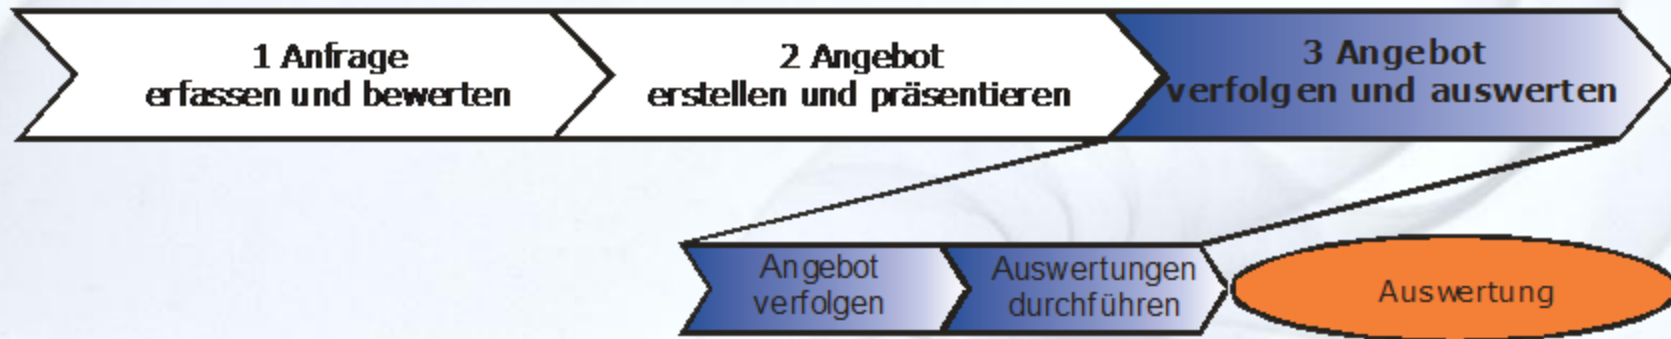 1 Anfrage
erfassen und bewerten
2 Angebot
erstellen und präsentieren
3 Angebot
verfolgen und auswerten
Angebot
verfolgen
Auswertungen
durchführen
Auswertung